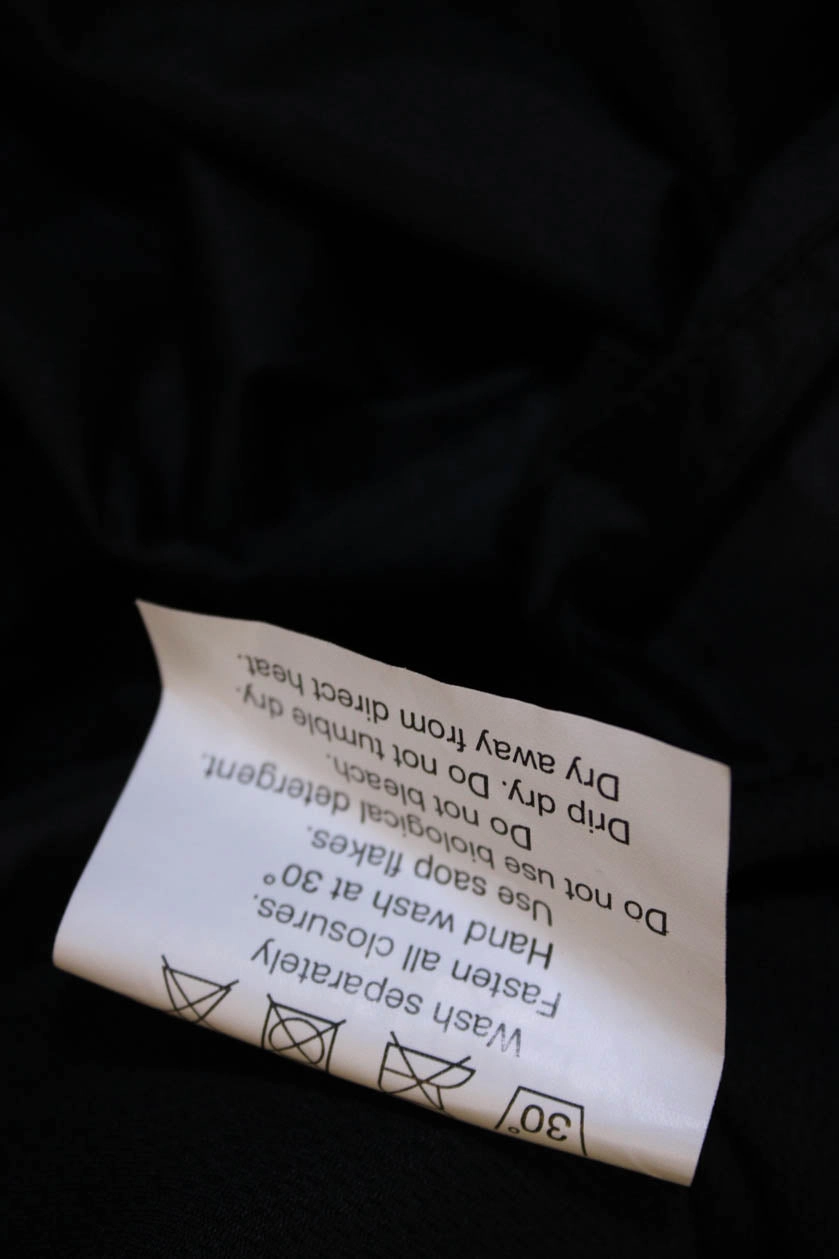 30°
Wash separately
Fasten all closures.
Hand wash at 30°
Use saop flakes.
Do not use biological detergent.
Do not bleach.
Drip dry. Do not tumble dry.
Dry away from direct heat.